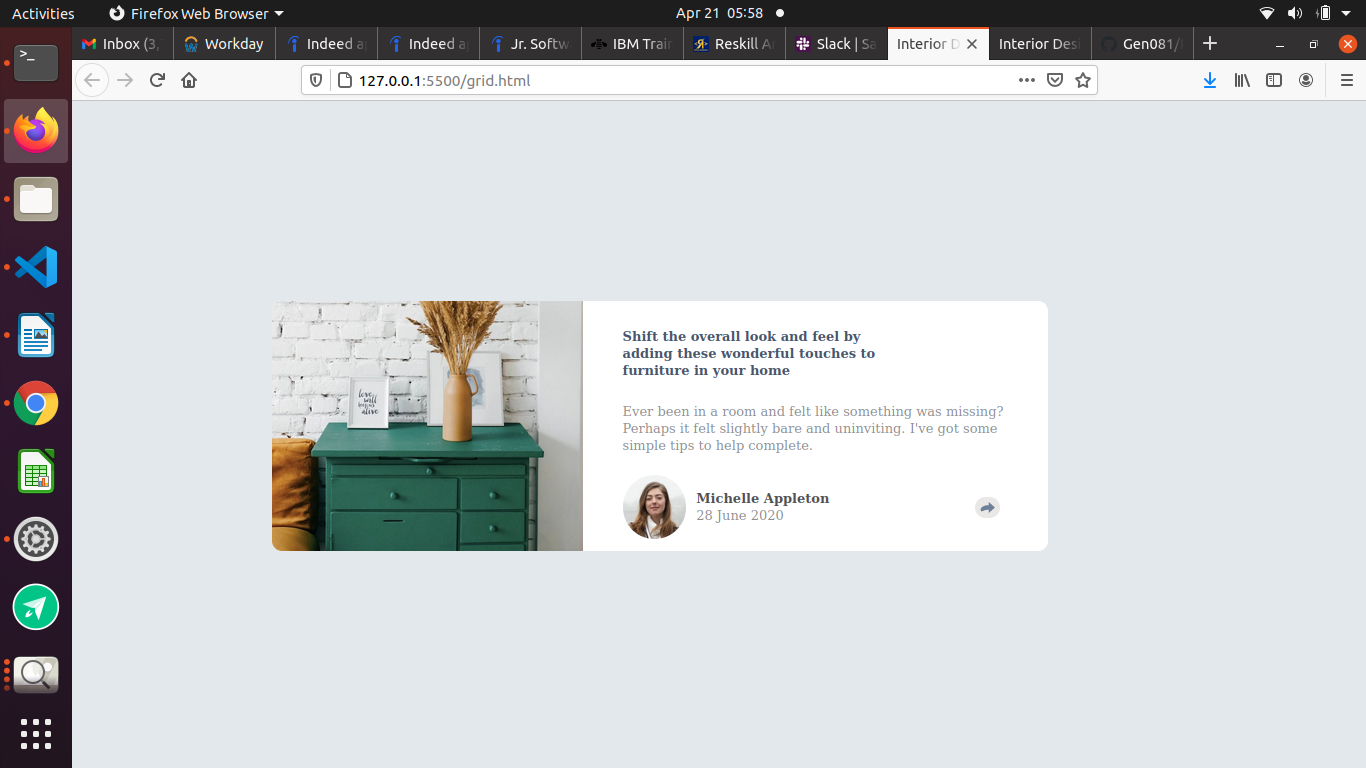 Activities
Firefox Web Browser
Apr 21 05:58
Inbox (3,
Workday
Indeed a
Indeed a
Jr. Softw
IBM Train
Reskill A
Slack | Sa
Interior D
Interior Des
Gen081/
127.0.0.1:5500/grid.html
love
will
keep us
alive
Shift the overall look and feel by
adding these wonderful touches to
furniture in your home
Ever been in a room and felt like something was missing?
Perhaps it felt slightly bare and uninviting. I've got some
simple tips to help complete.
Michelle Appleton
28 June 2020